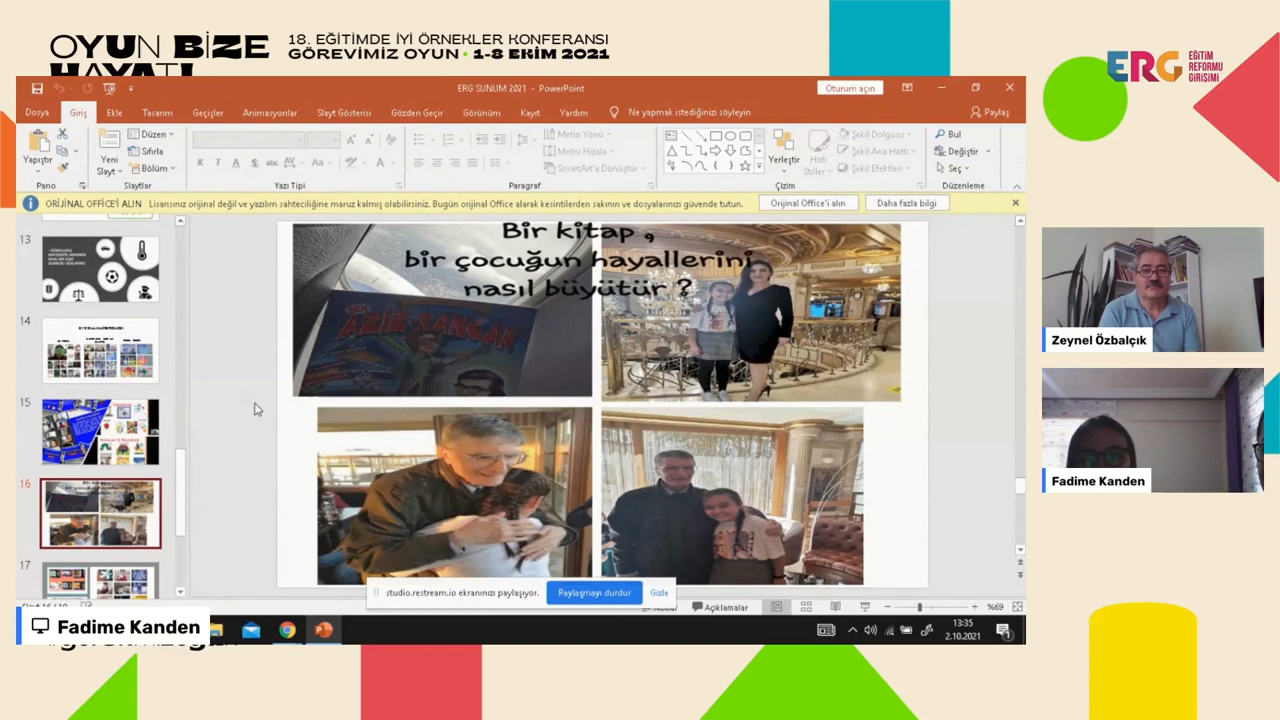 OYUN BİZE
HAYATI
18. EĞİTİMDE İYİ ÖRNEKLER KONFERANSI
GÖREVİMİZ OYUN • 1-8 EKİM 2021
ERG EĞİTİM
REFORMU
GİRİŞİMİ
ERG SUNUM 2021 - PowerPoint
Oturum açın
Dosya Giriş Ekle Tasarım Geçişler Animasyonlar Slayt Gösterisi Gözden Geçir Görünüm Kayıt Yardım Ne yapmak istediğinizi söyleyin Paylaş
Yapıştır
Yeni
Slayt
Düzen
Sıfırla
Bölüm
K T A S abc AV Aa A
Metin Yönü
Metni Hizala
SmartArt'a Dönüştür
Yerleştir
Hızlı
Stiller
Şekil Dolgusu
Şekil Ana Hattı
Şekil Efektleri
Bul
Değiştir
Seç
Pano Slaytlar Yazı Tipi Paragraf Çizim Düzenleme
ORİJİNAL OFFICE'İ ALIN Lisansınız orijinal değil ve yazılım sahteciliğine maruz kalmış olabilirsiniz. Bugün orijinal Office alarak kesintilerden sakının ve dosyalarınızı güvende tutun. Orijinal Office'i alın Daha fazla bilgi
13
14
15
16
17
Bir kitap ,
bir çocuğun hayallerini
nasıl büyütür ?
AZİZ SANCAR
Zeynel Özbalçık
Fadime Kanden
studio.restream.io ekranınızı paylaşıyor. Paylaşmayı durdur Gizle
Açıklamalar
%69
Fadime Kanden
13:35
2.10.2021